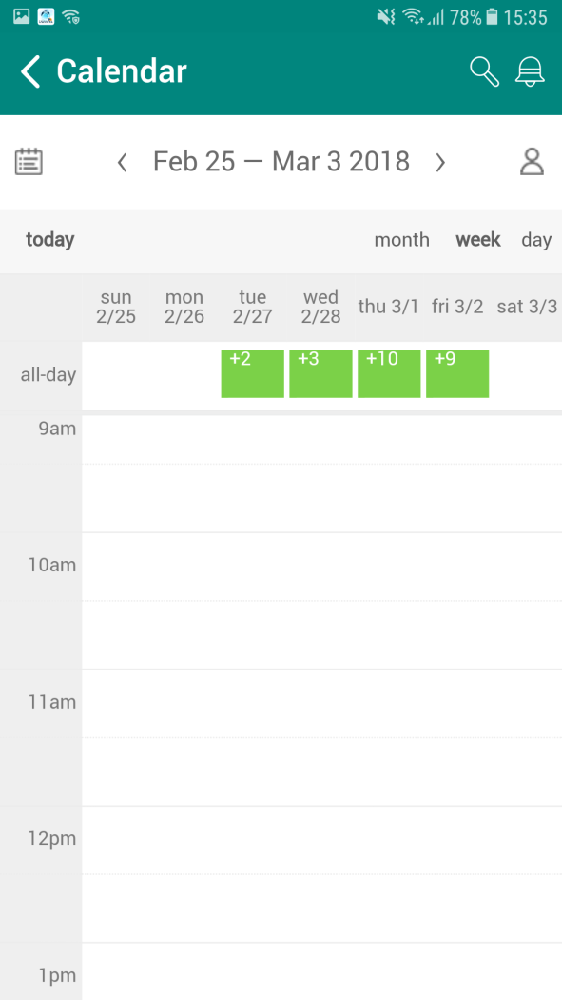 78% 15:35
Calendar
Feb 25 — Mar 3 2018
today month week day
sun 2/25 mon 2/26 tue 2/27 wed 2/28 thu 3/1 fri 3/2 sat 3/3
all-day +2 +3 +10 +9
9am
10am
11am
12pm
1pm